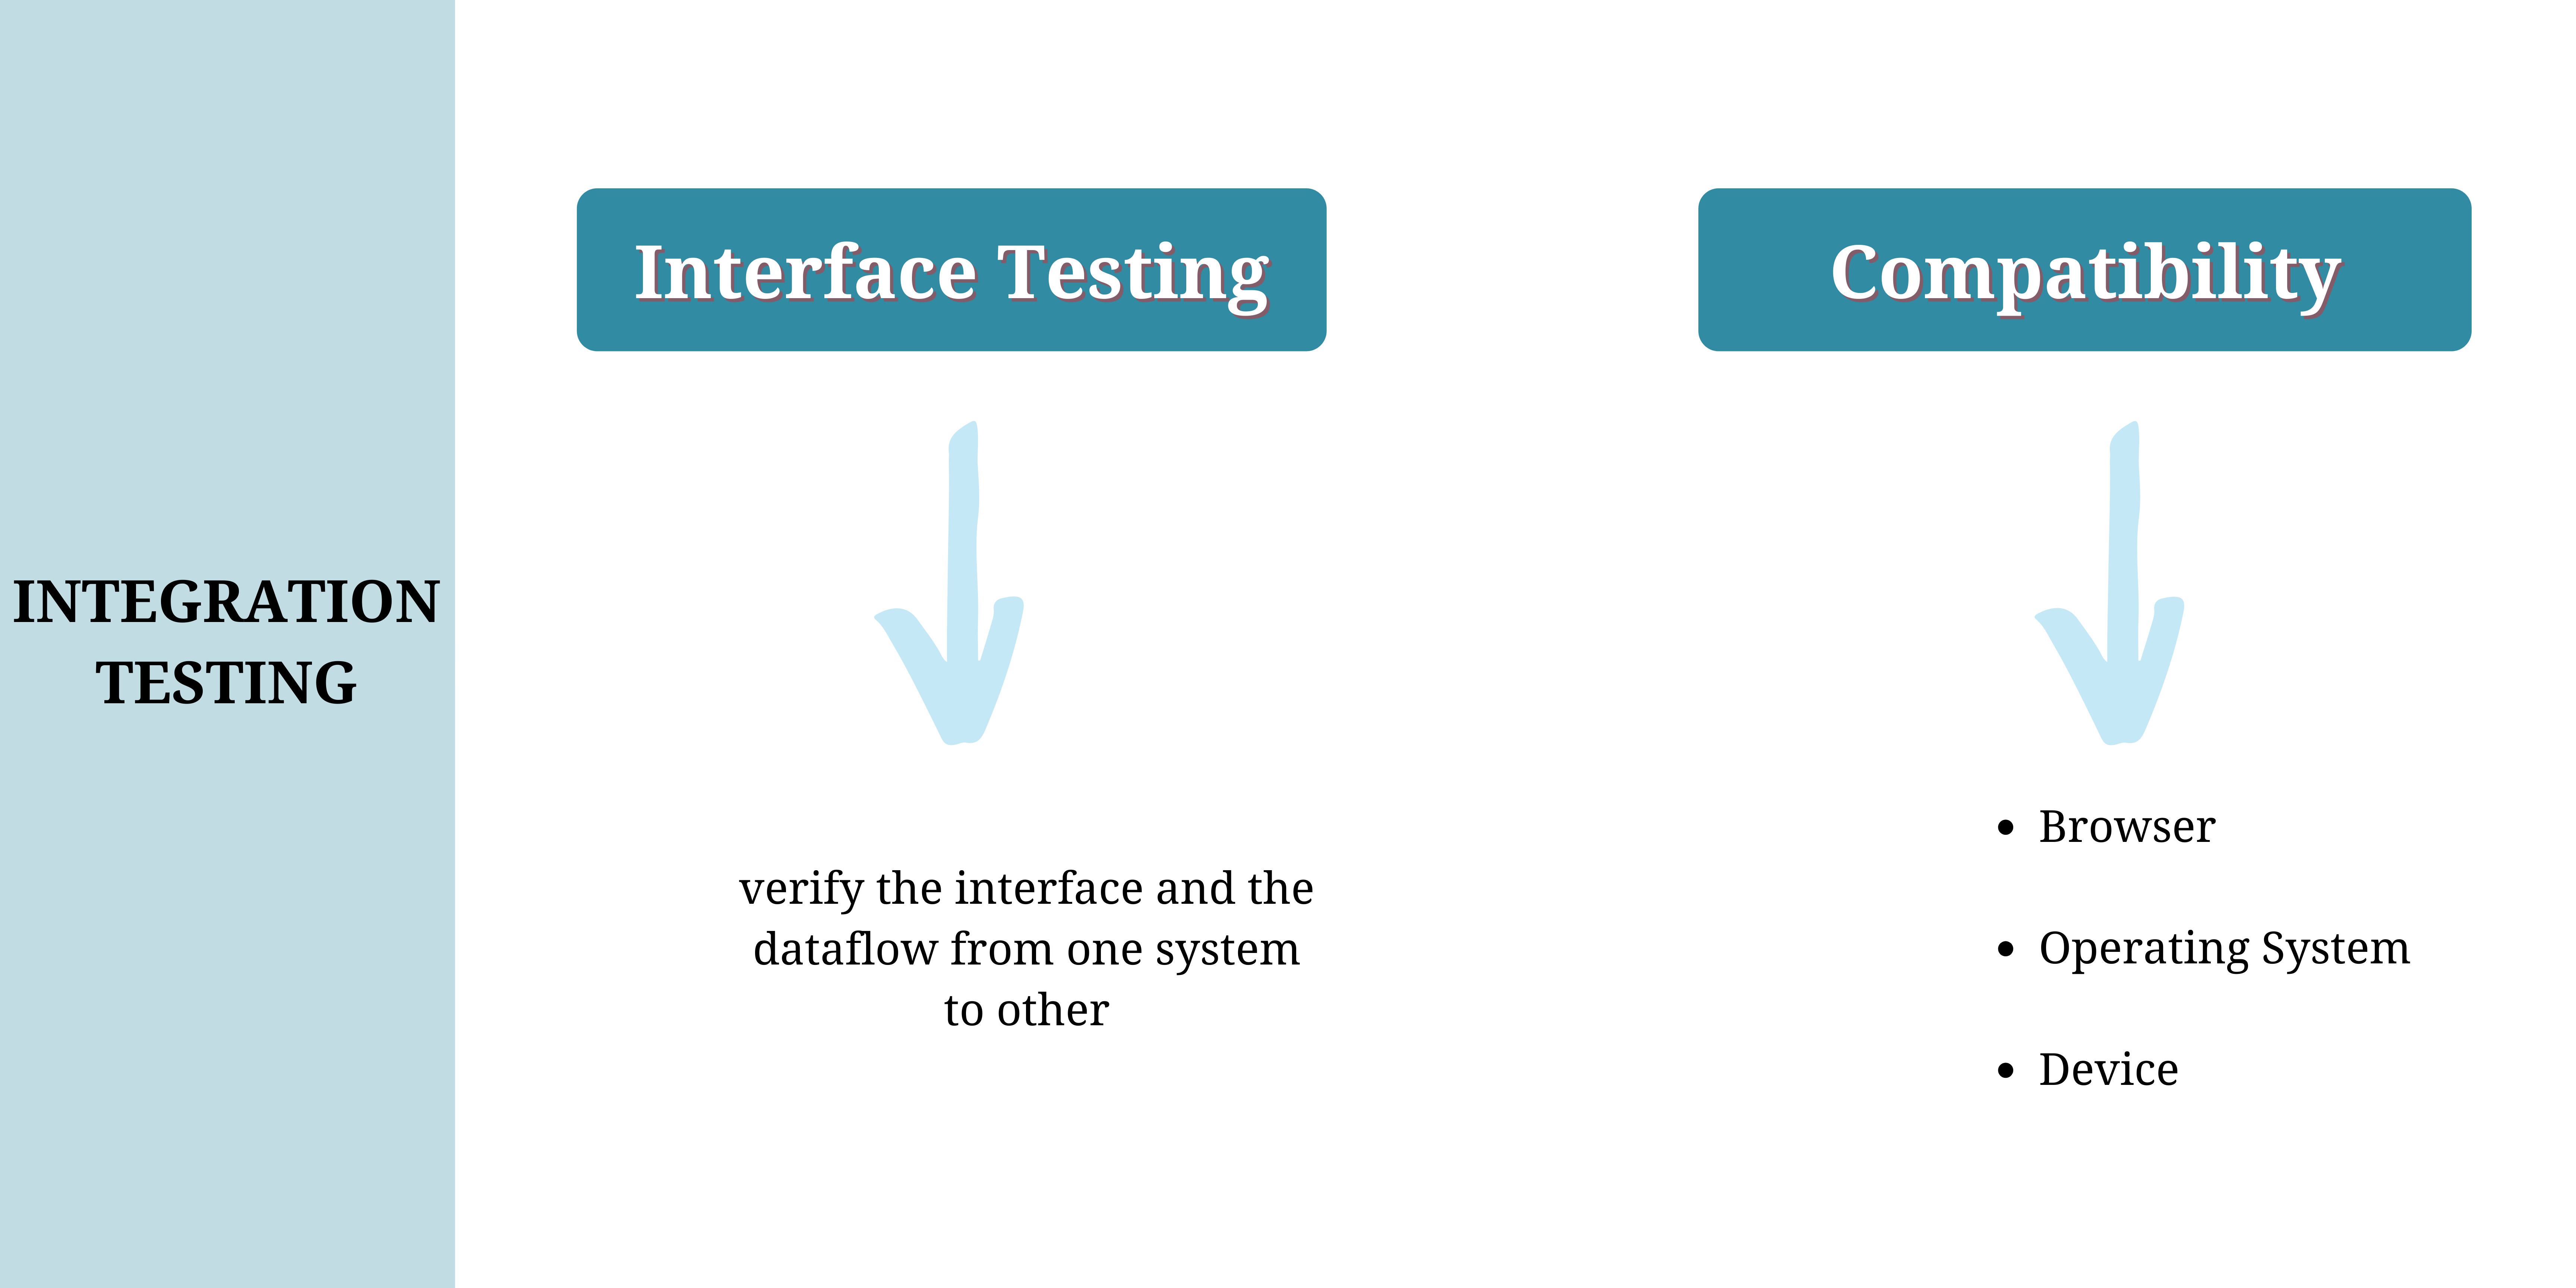 INTEGRATION
TESTING
Interface Testing
verify the interface and the
dataflow from one system
to other
Compatibility
• Browser
• Operating System
• Device